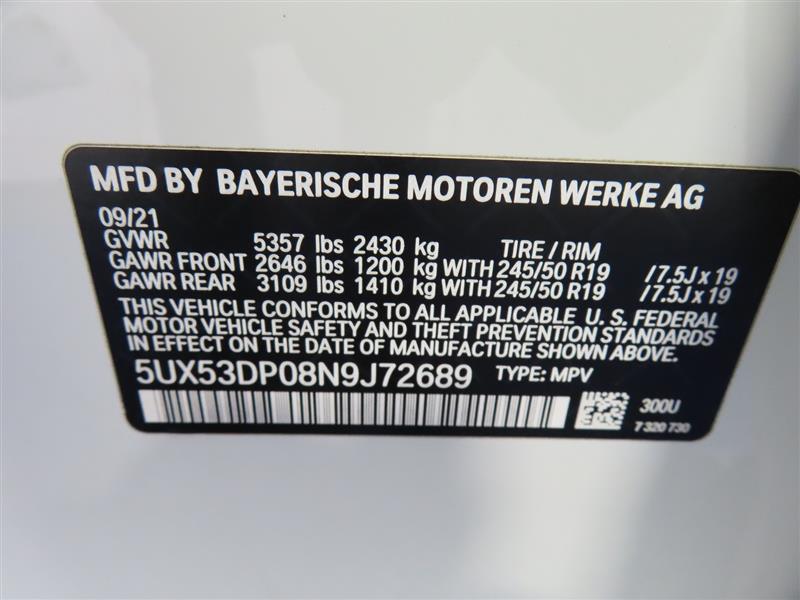 MFD BY BAYERISCHE MOTOREN WERKE AG
09/21
GVWR 5357 lbs 2430 kg TIRE / RIM
GAWR FRONT 2646 lbs 1200 kg WITH 245/50 R19 /7.5J x 19
GAWR REAR 3109 lbs 1410 kg WITH 245/50 R19 /7.5J x 19
THIS VEHICLE CONFORMS TO ALL APPLICABLE U. S. FEDERAL
MOTOR VEHICLE SAFETY AND THEFT PREVENTION STANDARDS
IN EFFECT ON THE DATE OF MANUFACTURE SHOWN ABOVE.
5UX53DP08N9J72689 TYPE: MPV
300U
7 320 730